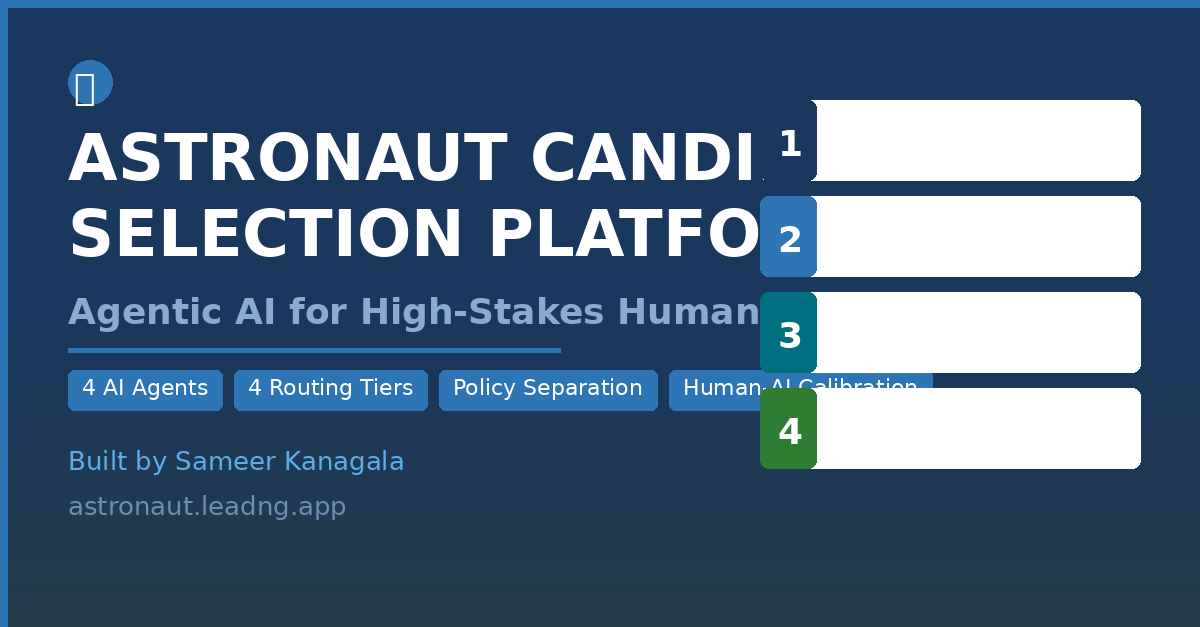 ASTRONAUT CANDI
SELECTION PLATFO
Agentic AI for High-Stakes Human
4 AI Agents
4 Routing Tiers
Policy Separation
Human-AI Calibration
Built by Sameer Kanagala
astronaut.leadng.app
1
2
3
4